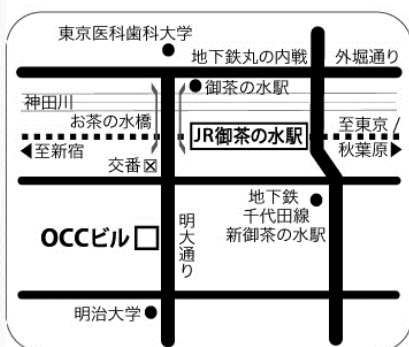 東京医科歯科大学
地下鉄丸の内戦
外堀通り
御茶の水駅
神田川
お茶の水橋
JR御茶の水駅
至東京/
秋葉原▶
◀至新宿
交番
地下鉄
千代田線
新御茶の水駅
OCCビル
明大通り
明治大学